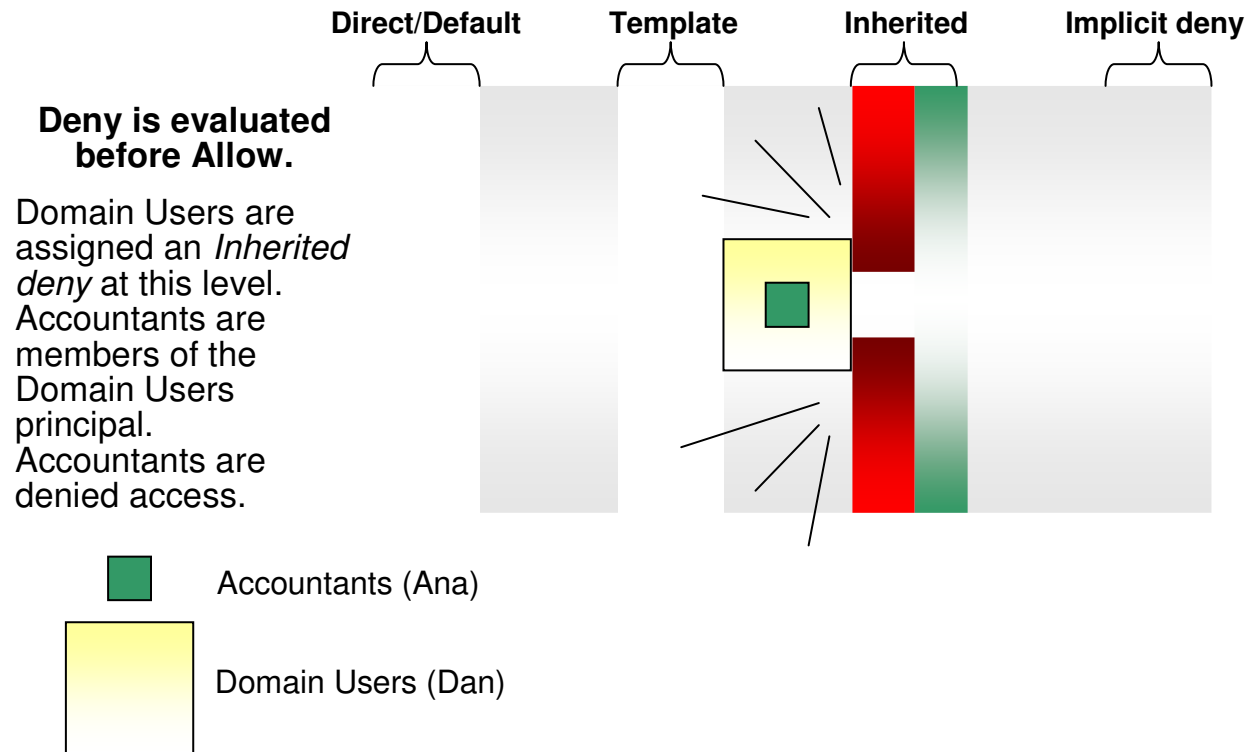 Direct/Default Template Inherited Implicit deny
Deny is evaluated
before Allow.
Domain Users are
assigned an Inherited
deny at this level.
Accountants are
members of the
Domain Users
principal.
Accountants are
denied access.
Accountants (Ana)
Domain Users (Dan)